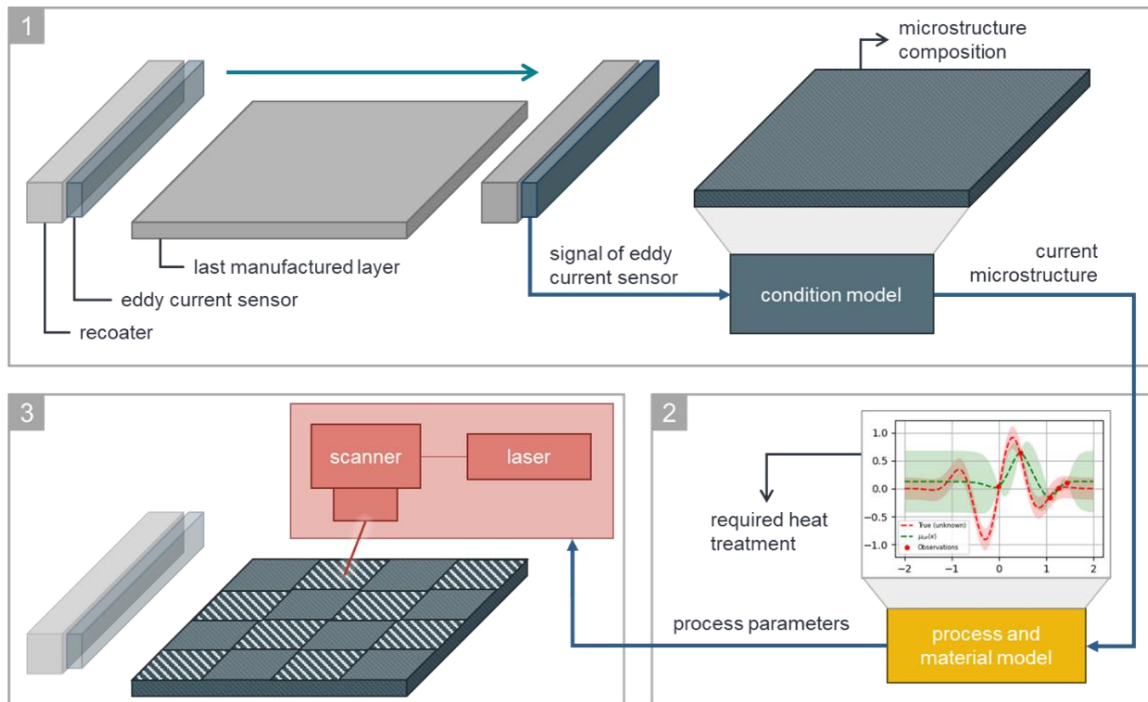 1
microstructure
composition
last manufactured layer
eddy current sensor
recoater
signal of eddy
current sensor
condition model
current
microstructure
3
scanner
laser
2
required heat
treatment
1.0
0.5
0.0
-0.5
-1.0
−2
−1
0
1
2
True (unknown)
Observations
process parameters
process and
material model